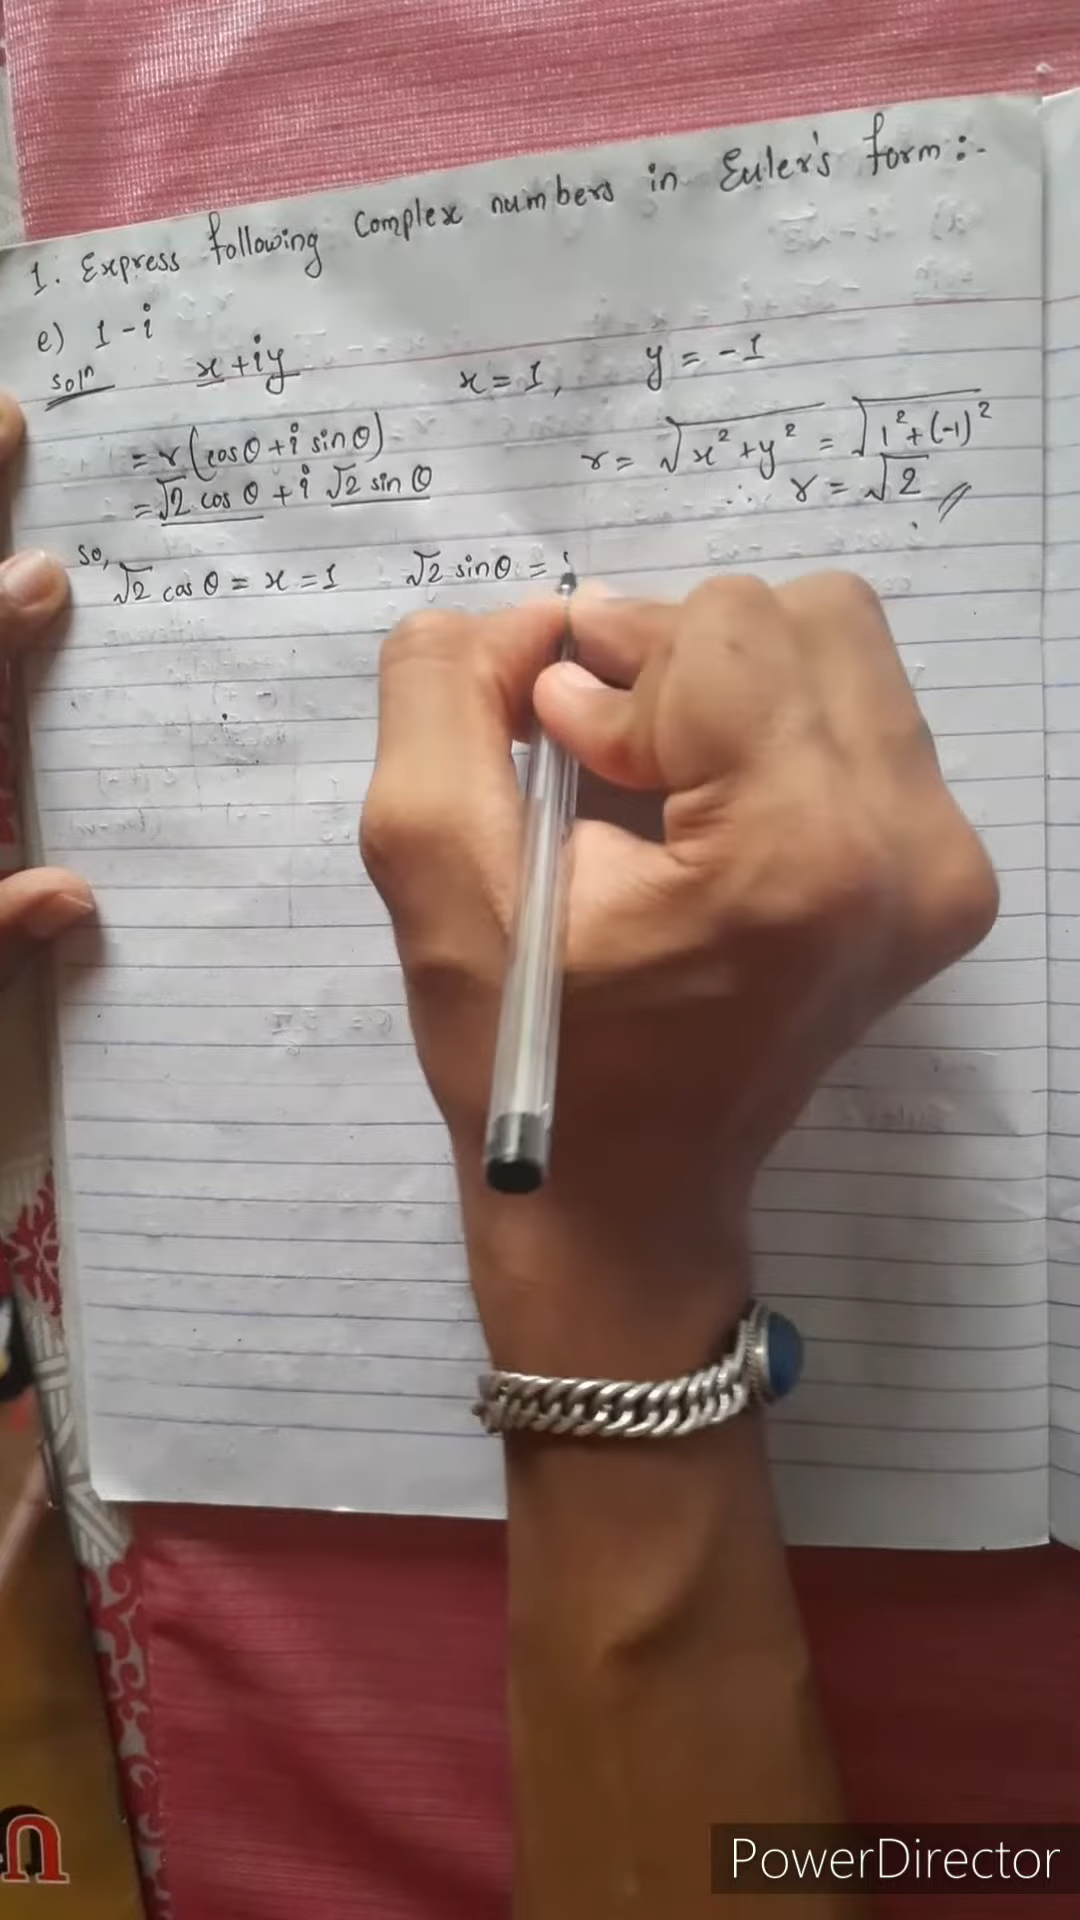 1. Express following complex numbers in Euler's form :-
e) 1 - i
soln x + iy x = 1, y = -1
= r (cos θ + i sin θ) r = √x² + y² = √1² + (-1)²
= √2 cos θ + i √2 sin θ ∴ r = √2 //
so,
√2 cos θ = x = 1 √2 sin θ =
PowerDirector